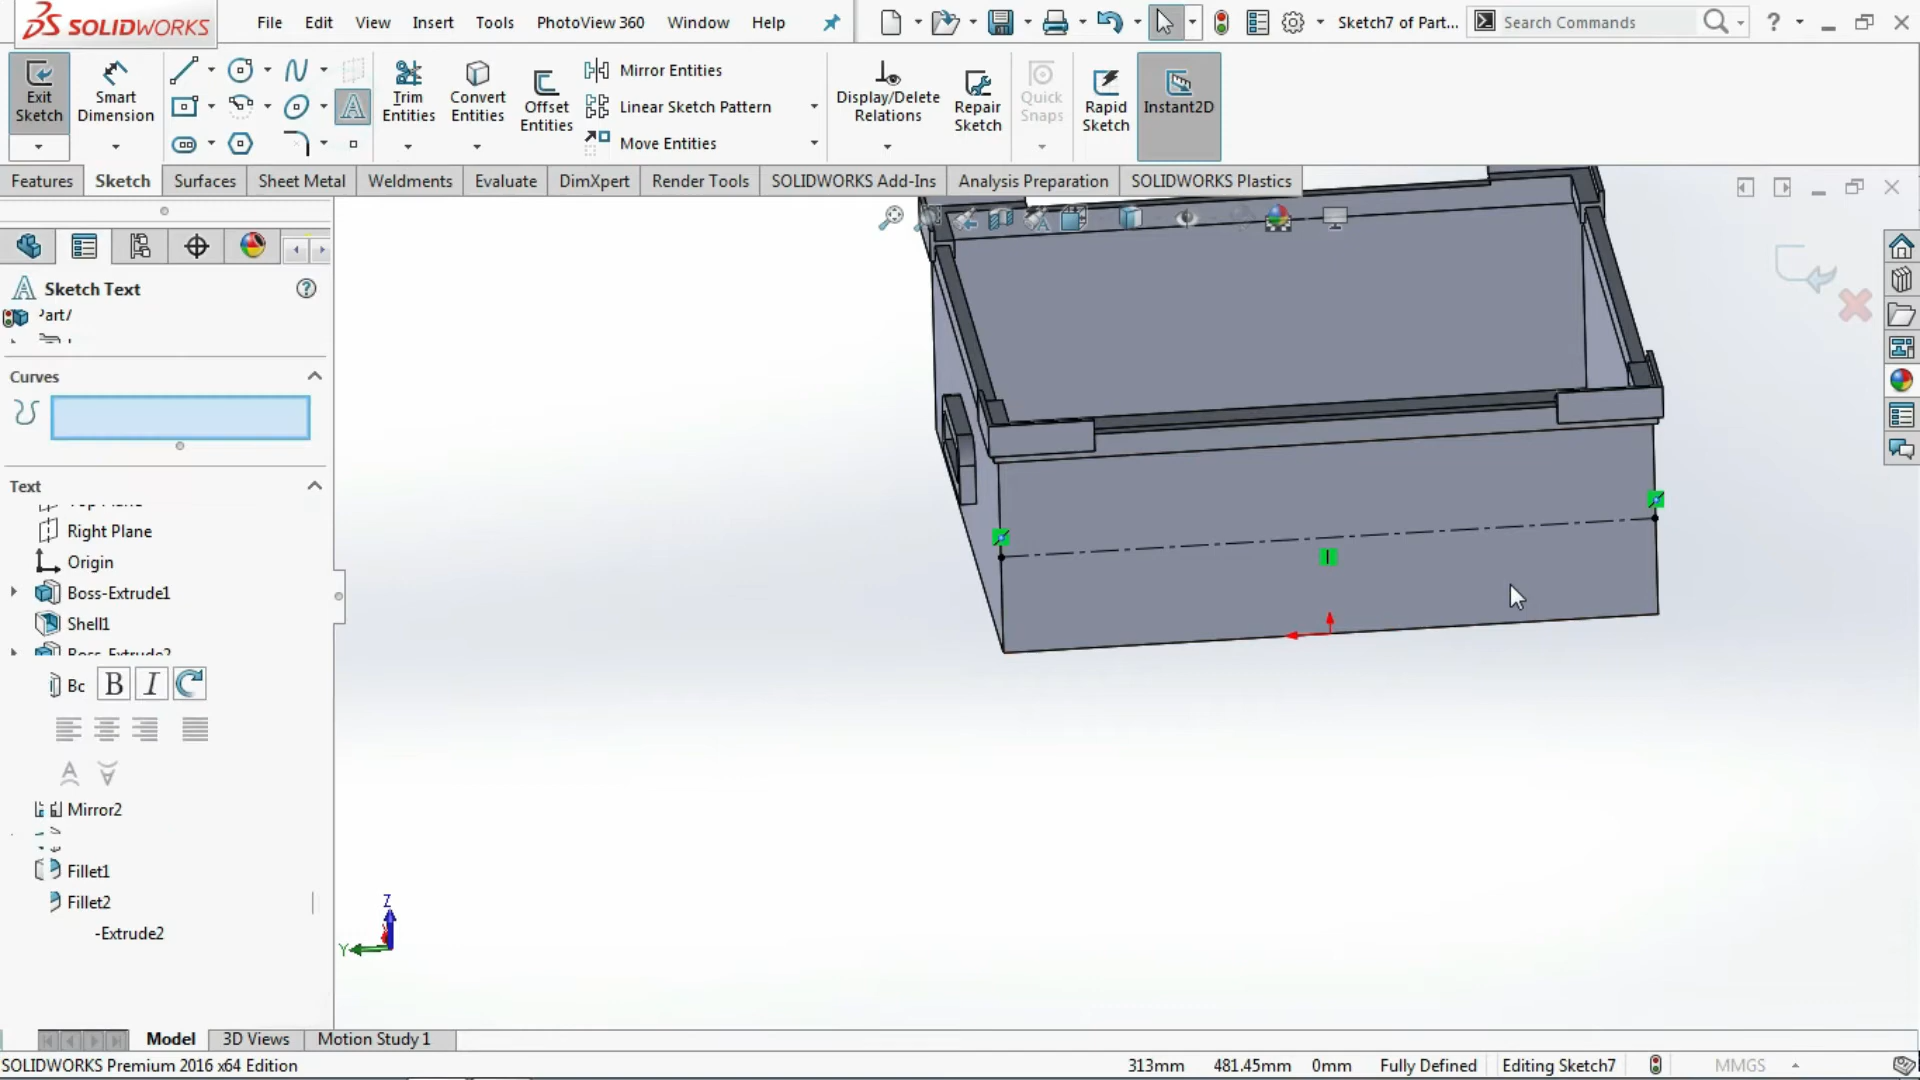 SOLIDWORKS
File Edit View Insert Tools PhotoView 360 Window Help
Sketch7 of Part...
Search Commands
?
Exit Sketch
Smart Dimension
Trim Entities
Convert Entities
Offset Entities
Mirror Entities
Linear Sketch Pattern
Move Entities
Display/Delete Relations
Repair Sketch
Quick Snaps
Rapid Sketch
Instant2D
Features Sketch Surfaces Sheet Metal Weldments Evaluate DimXpert Render Tools SOLIDWORKS Add-Ins Analysis Preparation SOLIDWORKS Plastics
Sketch Text
?
Curves
Text
Right Plane
Origin
Boss-Extrude1
Shell1
Bc B I
Mirror2
Fillet1
Fillet2
-Extrude2
Z
Y
Model 3D Views Motion Study 1
SOLIDWORKS Premium 2016 x64 Edition
313mm 481.45mm 0mm Fully Defined Editing Sketch7 MMGS